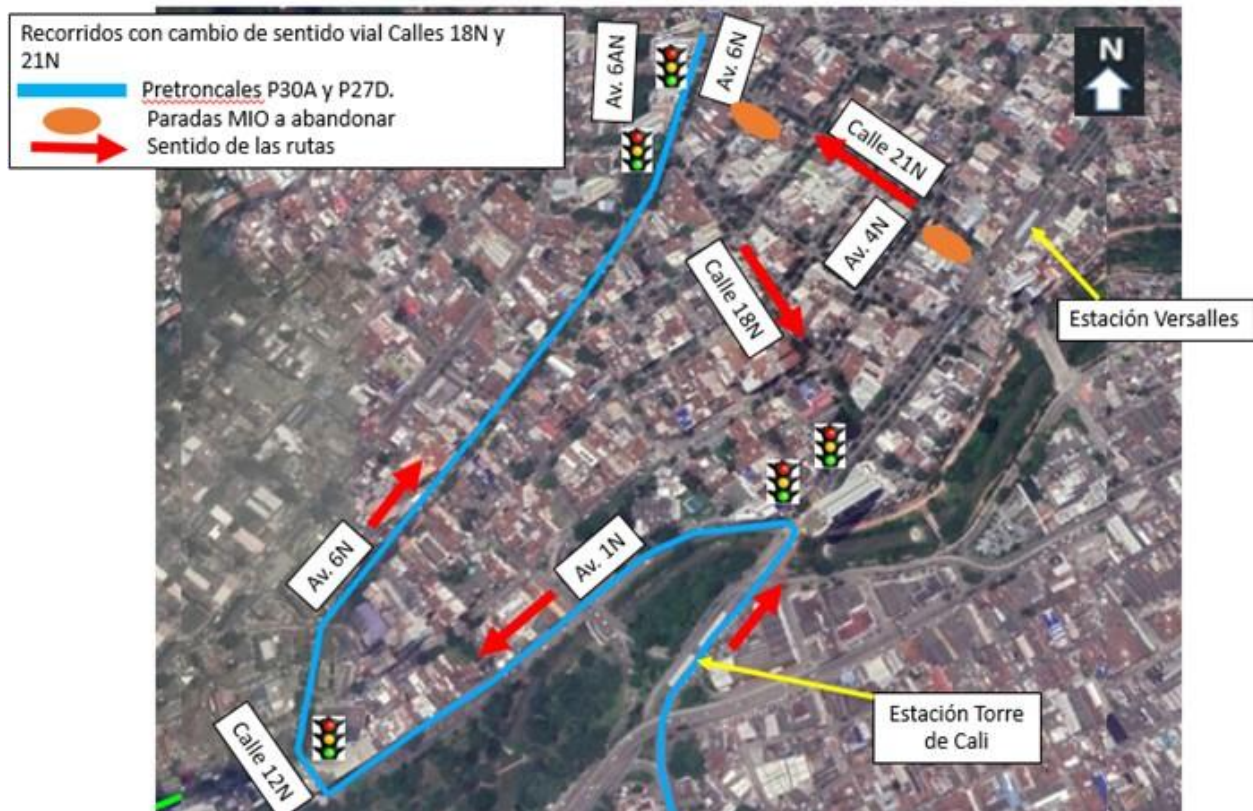 Recorridos con cambio de sentido vial Calles 18N y
21N
Pretroncales P30A y P27D.
Paradas MIO a abandonar
Sentido de las rutas
Av. 6AN
Av. 6N
N
Calle 21N
Av. 4N
Calle 18N
Estación Versalles
Av. 6N
Av. 1N
Estación Torre
de Cali
Calle 12N